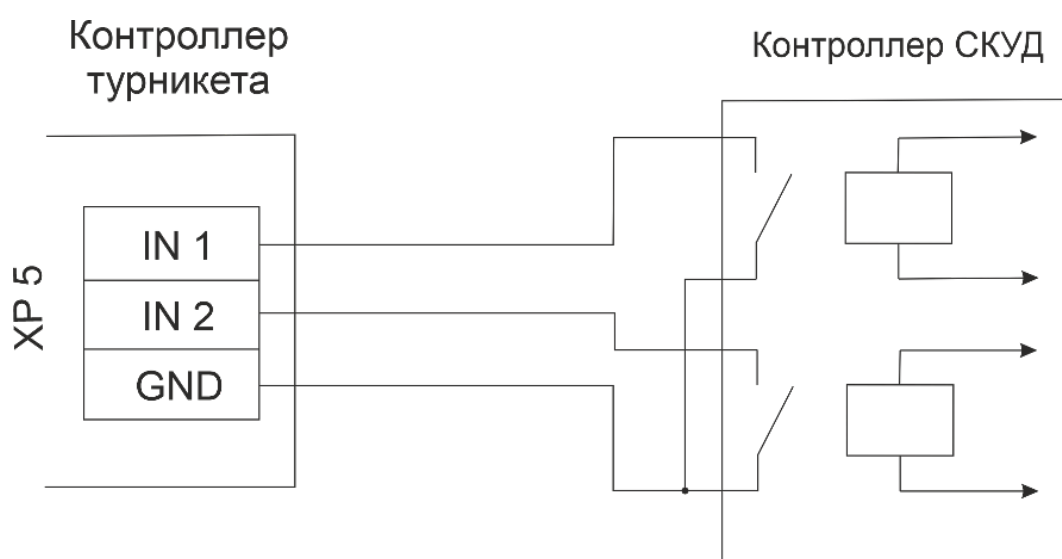 Контроллер
турникета
Контроллер СКУД
XP 5
IN 1
IN 2
GND